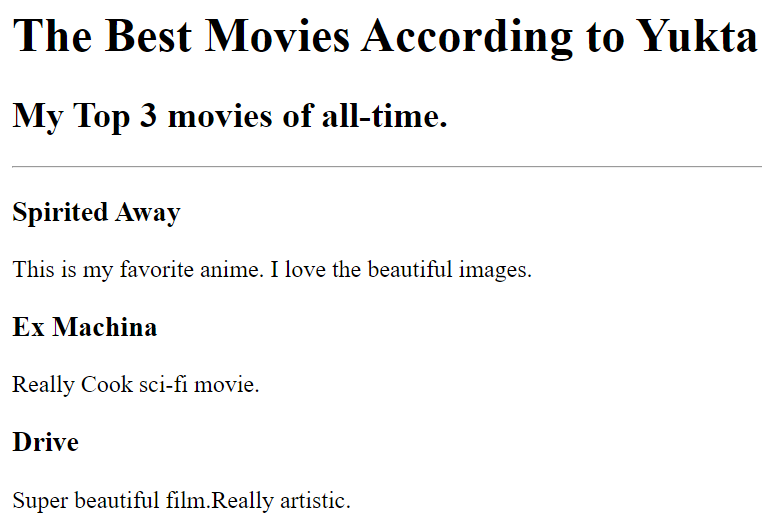 The Best Movies According to Yukta
My Top 3 movies of all-time.
Spirited Away
This is my favorite anime. I love the beautiful images.
Ex Machina
Really Cook sci-fi movie.
Drive
Super beautiful film.Really artistic.